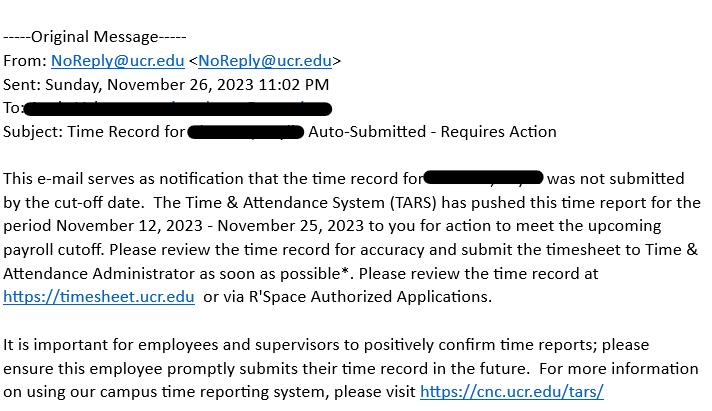 -----Original Message-----
From: NoReply@ucr.edu <NoReply@ucr.edu>
Sent: Sunday, November 26, 2023 11:02 PM
To:
Subject: Time Record for Auto-Submitted - Requires Action
This e-mail serves as notification that the time record for was not submitted
by the cut-off date.  The Time & Attendance System (TARS) has pushed this time report for the
period November 12, 2023 - November 25, 2023 to you for action to meet the upcoming
payroll cutoff. Please review the time record for accuracy and submit the timesheet to Time &
Attendance Administrator as soon as possible*. Please review the time record at
https://timesheet.ucr.edu  or via R'Space Authorized Applications.
It is important for employees and supervisors to positively confirm time reports; please
ensure this employee promptly submits their time record in the future.  For more information
on using our campus time reporting system, please visit https://cnc.ucr.edu/tars/